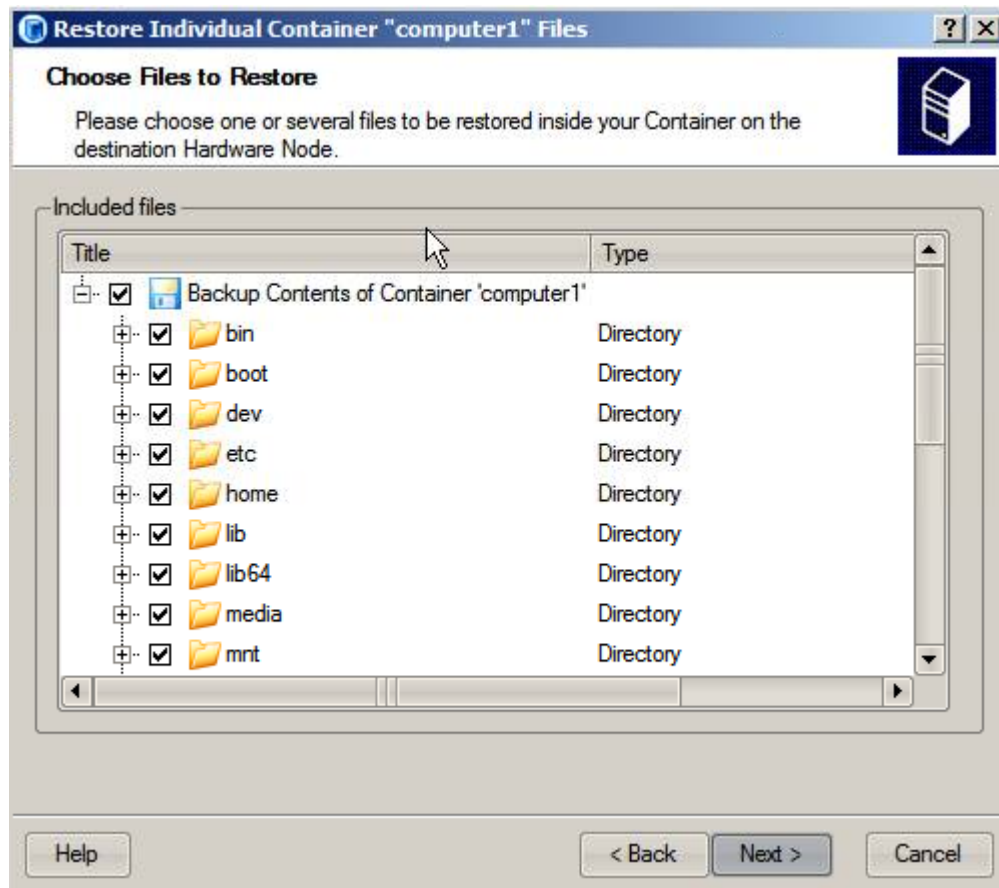 Restore Individual Container "computer1" Files
Choose Files to Restore
Please choose one or several files to be restored inside your Container on the
destination Hardware Node.
Included files
Title Type
Backup Contents of Container 'computer1'
bin Directory
boot Directory
dev Directory
etc Directory
home Directory
lib Directory
lib64 Directory
media Directory
mnt Directory
Help < Back Next > Cancel